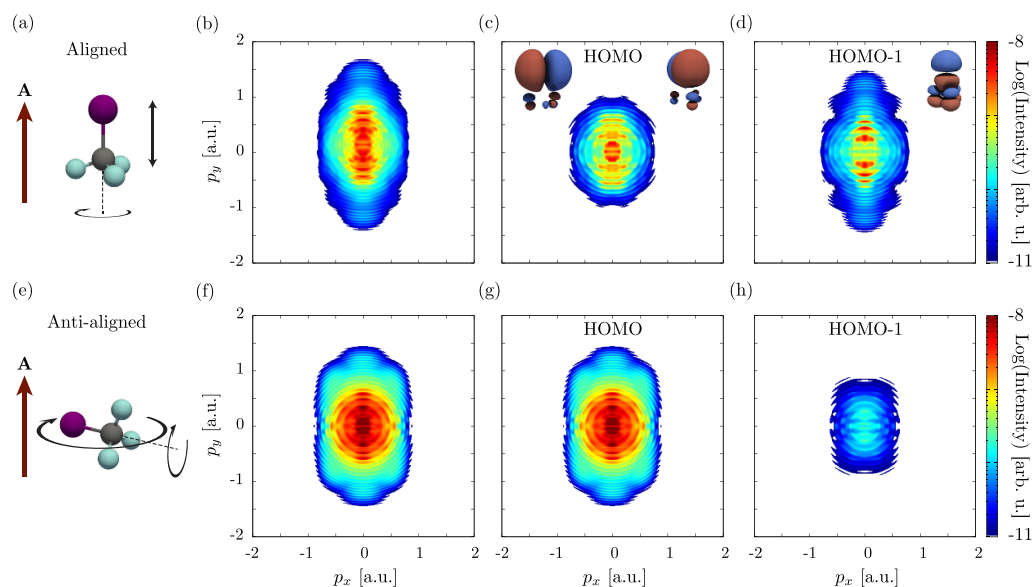 (a)
Aligned
A
(b)
2
1
0
-1
-2
p_y [a.u.]
(c)
HOMO
(d)
HOMO-1
-8
Log(Intensity) [arb. u.]
-11
(e)
Anti-aligned
A
(f)
2
1
0
-1
-2
p_y [a.u.]
-2 -1 0 1 2
p_x [a.u.]
(g)
HOMO
-2 -1 0 1 2
p_x [a.u.]
(h)
HOMO-1
-2 -1 0 1 2
p_x [a.u.]
-8
Log(Intensity) [arb. u.]
-11